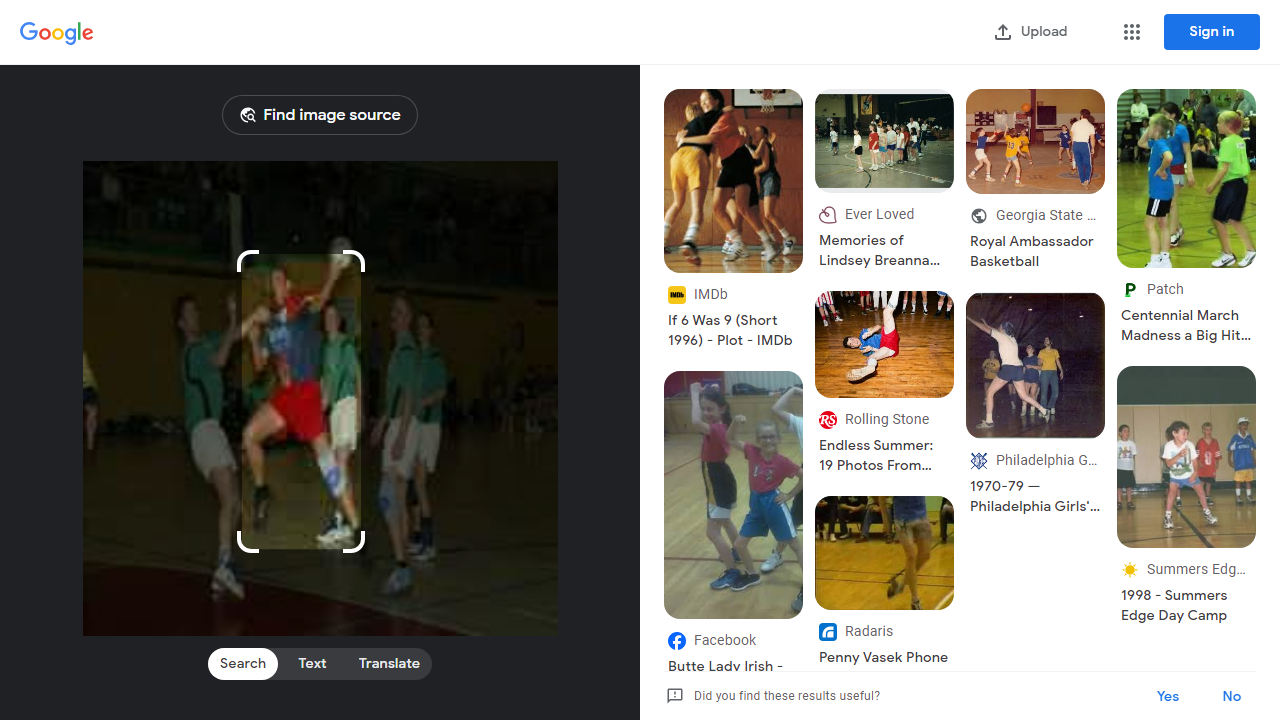 Google
Upload
Sign in
Find image source
Search
Text
Translate
IMDb
IMDb
If 6 Was 9 (Short
1996) - Plot - IMDb
Facebook
Butte Lady Irish -
Ever Loved
Memories of
Lindsey Breanna...
RS
Rolling Stone
Endless Summer:
19 Photos From...
Radaris
Penny Vasek Phone
Georgia State ...
Royal Ambassador
Basketball
Philadelphia G...
1970-79 —
Philadelphia Girls'...
Patch
Centennial March
Madness a Big Hit...
Summers Edg...
1998 - Summers
Edge Day Camp
Did you find these results useful?
Yes
No